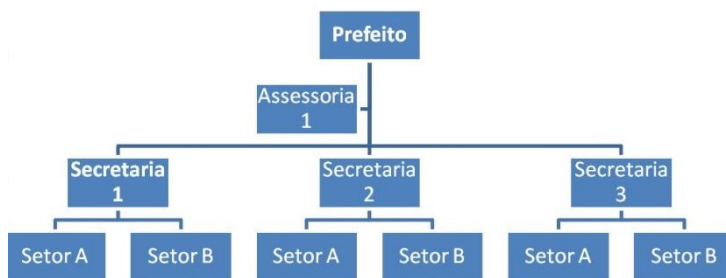 Prefeito
Assessoria
1
Secretaria
1
Secretaria
2
Secretaria
3
Setor A
Setor B
Setor A
Setor B
Setor A
Setor B